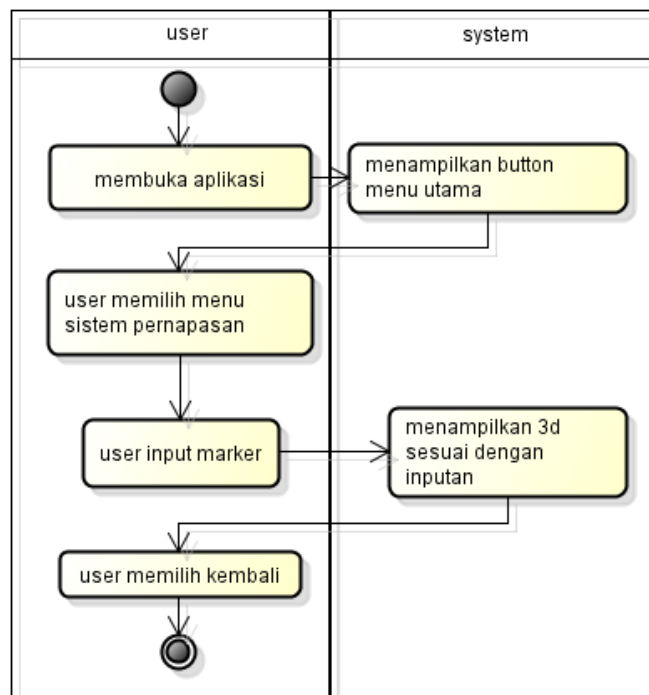 user
system
membuka aplikasi
menampilkan button
menu utama
user memilih menu
sistem pernapasan
user input marker
menampilkan 3d
sesuai dengan
inputan
user memilih kembali